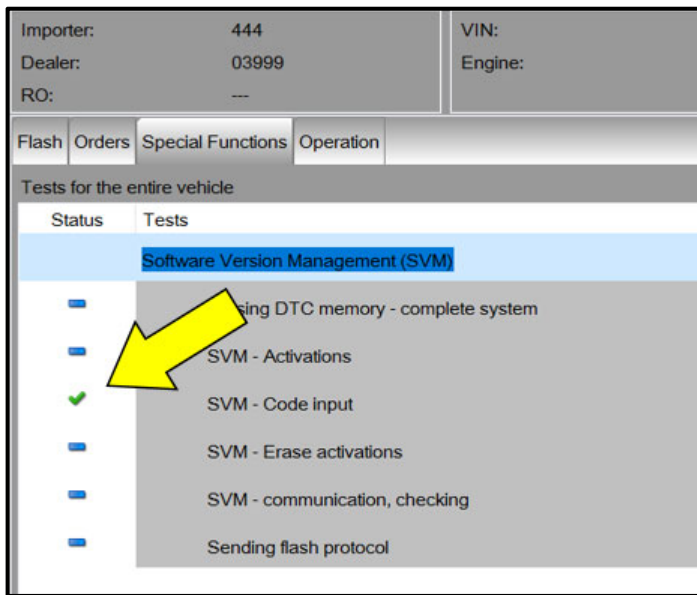 Importer: 444 VIN:
Dealer: 03999 Engine:
RO: ---
Flash Orders Special Functions Operation
Tests for the entire vehicle
Status Tests
Software Version Management (SVM)
DTC memory - complete system
SVM - Activations
SVM - Code input
SVM - Erase activations
SVM - communication, checking
Sending flash protocol